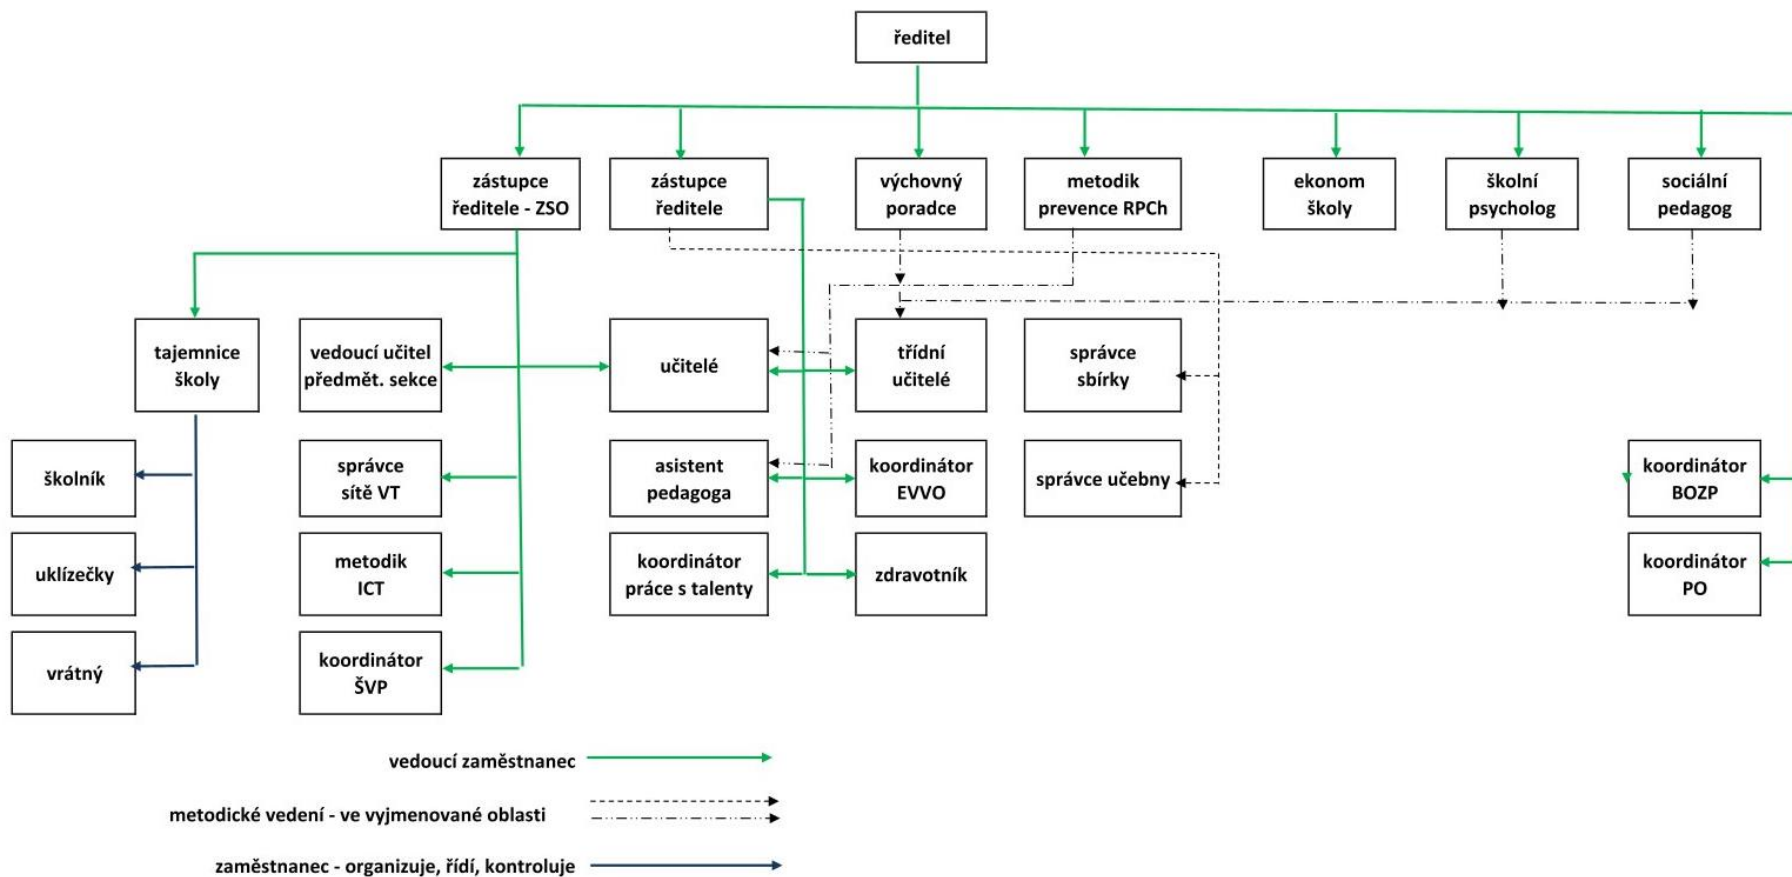 ředitel
zástupce
ředitele - ZSO
zástupce
ředitele
výchovný
poradce
metodik
prevence RPCh
ekonom
školy
školní
psycholog
sociální
pedagog
tajemnice
školy
vedoucí učitel
předmět. sekce
učitelé
třídní
učitelé
správce
sbírky
školník
správce
sítě VT
asistent
pedagoga
koordinátor
EVVO
správce učebny
koordinátor
BOZP
uklízečky
metodik
ICT
koordinátor
práce s talenty
zdravotník
koordinátor
PO
vrátný
koordinátor
ŠVP
vedoucí zaměstnanec
metodické vedení - ve vyjmenované oblasti
zaměstnanec - organizuje, řídí, kontroluje